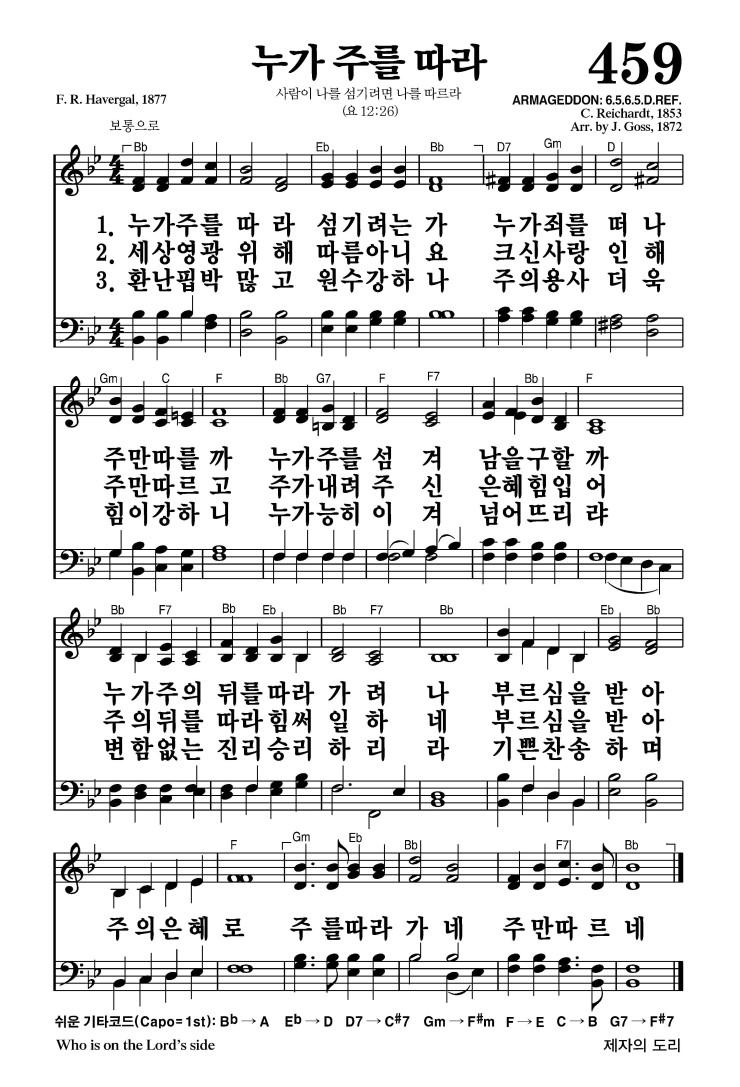 누가 주를 따라
459
사람이 나를 섬기려면 나를 따르라
(요 12:26)
F. R. Havergal, 1877
ARMAGEDDON: 6.5.6.5.D.REF.
C. Reichardt, 1853
Arr. by J. Goss, 1872
보통으로
Bb Eb Bb D7 Gm D
1. 누가주를 따 라 섬기려는 가 누가죄를 떠 나
2. 세상영광 위 해 따름아니 요 크신사랑 인 해
3. 환난핍박 많 고 원수강하 나 주의용사 더 욱
Gm C F Bb G7 F F7 Bb F
주만따를 까 누가주를 섬 겨 남을구할 까
주만따르 고 주가내려 주 신 은혜힘입 어
힘이강하 니 누가능히 이 겨 넘어뜨리 랴
Bb F7 Bb Eb Bb F7 Bb Eb Bb
누가주의 뒤를따라 가 려 나 부르심을 받 아
주의뒤를 따라힘써 일 하 네 부르심을 받 아
변함없는 진리승리 하 리 라 기쁜찬송 하 며
F Gm Eb Bb F7 Bb
주의은혜 로 주를따라 가 네 주만따 르 네
쉬운 기타코드(Capo=1st): Bb→A Eb→D D7→C#7 Gm→F#m F→E C→B G7→F#7
Who is on the Lord's side
제자의 도리